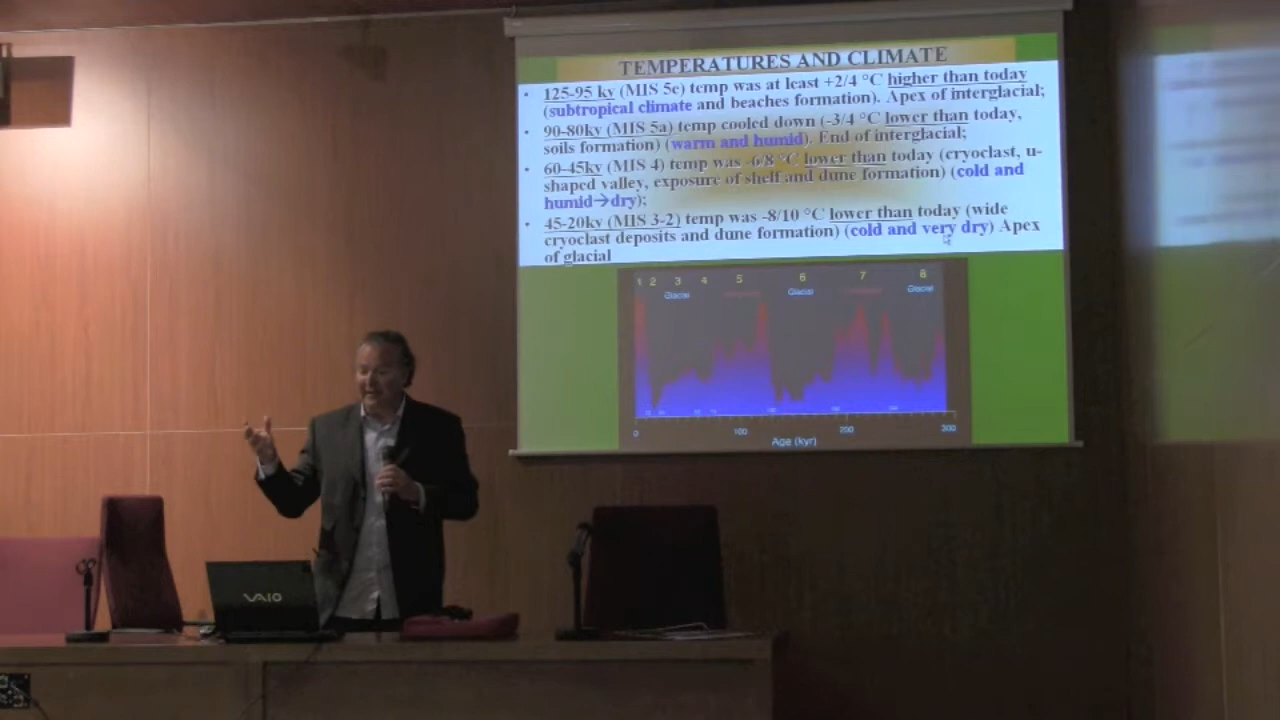 TEMPERATURES AND CLIMATE
• 125-95 ky (MIS 5e) temp was at least +2/4 °C higher than today
(subtropical climate and beaches formation). Apex of interglacial;
• 90-80ky (MIS 5a) temp cooled down (-3/4 °C lower than today,
soils formation) (warm and humid). End of interglacial;
• 60-45ky (MIS 4) temp was -6/8 °C lower than today (cryoclast, u-
shaped valley, exposure of shelf and dune formation) (cold and
humid→dry);
• 45-20ky (MIS 3-2) temp was -8/10 °C lower than today (wide
cryoclast deposits and dune formation) (cold and very dry) Apex
of glacial
1 2 3 4 5 6 7 8
Glacial Glacial Glacial
0 100 200 300
Age (kyr)
VAIO